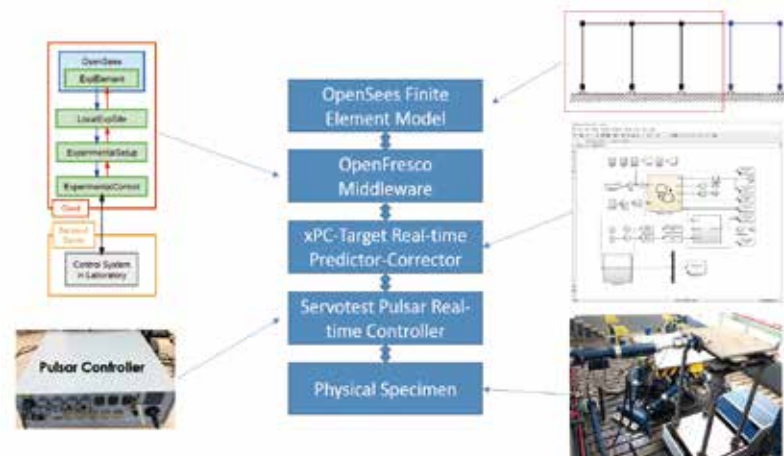 OpenSees
ExpElement
LocalExpSite
ExperimentalSetup
ExperimentalControl
Client
Control System
in Laboratory
Pulsar Controller
OpenSees Finite
Element Model
OpenFresco
Middleware
xPC-Target Real-time
Predictor-Corrector
Servotest Pulsar Real-
time Controller
Physical Specimen